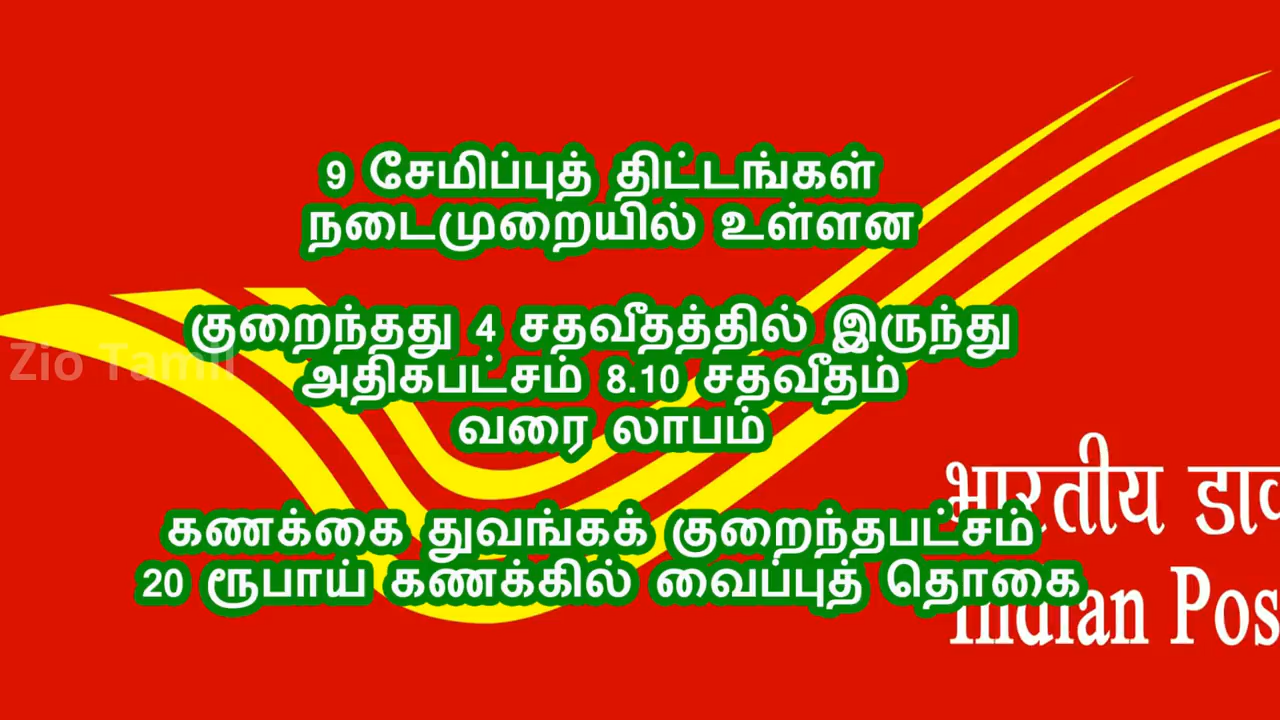 9 சேமிப்புத் திட்டங்கள்
நடைமுறையில் உள்ளன
குறைந்தது 4 சதவீதத்தில் இருந்து
அதிகபட்சம் 8.10 சதவீதம்
வரை லாபம்
Zio Tamil
கணக்கை துவங்கக் குறைந்தபட்சம்
20 ரூபாய் கணக்கில் வைப்புத் தொகை
भारतीय
Indian